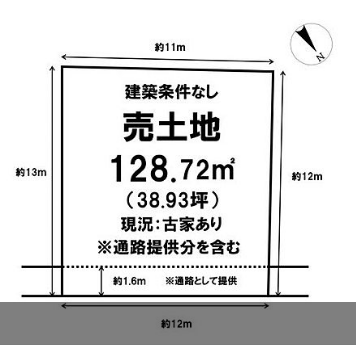 N
約11m
建築条件なし
売土地
128.72㎡
（38.93坪）
現況：古家あり
※通路提供分を含む
約13m
約12m
約1.6m ※通路として提供
約12m